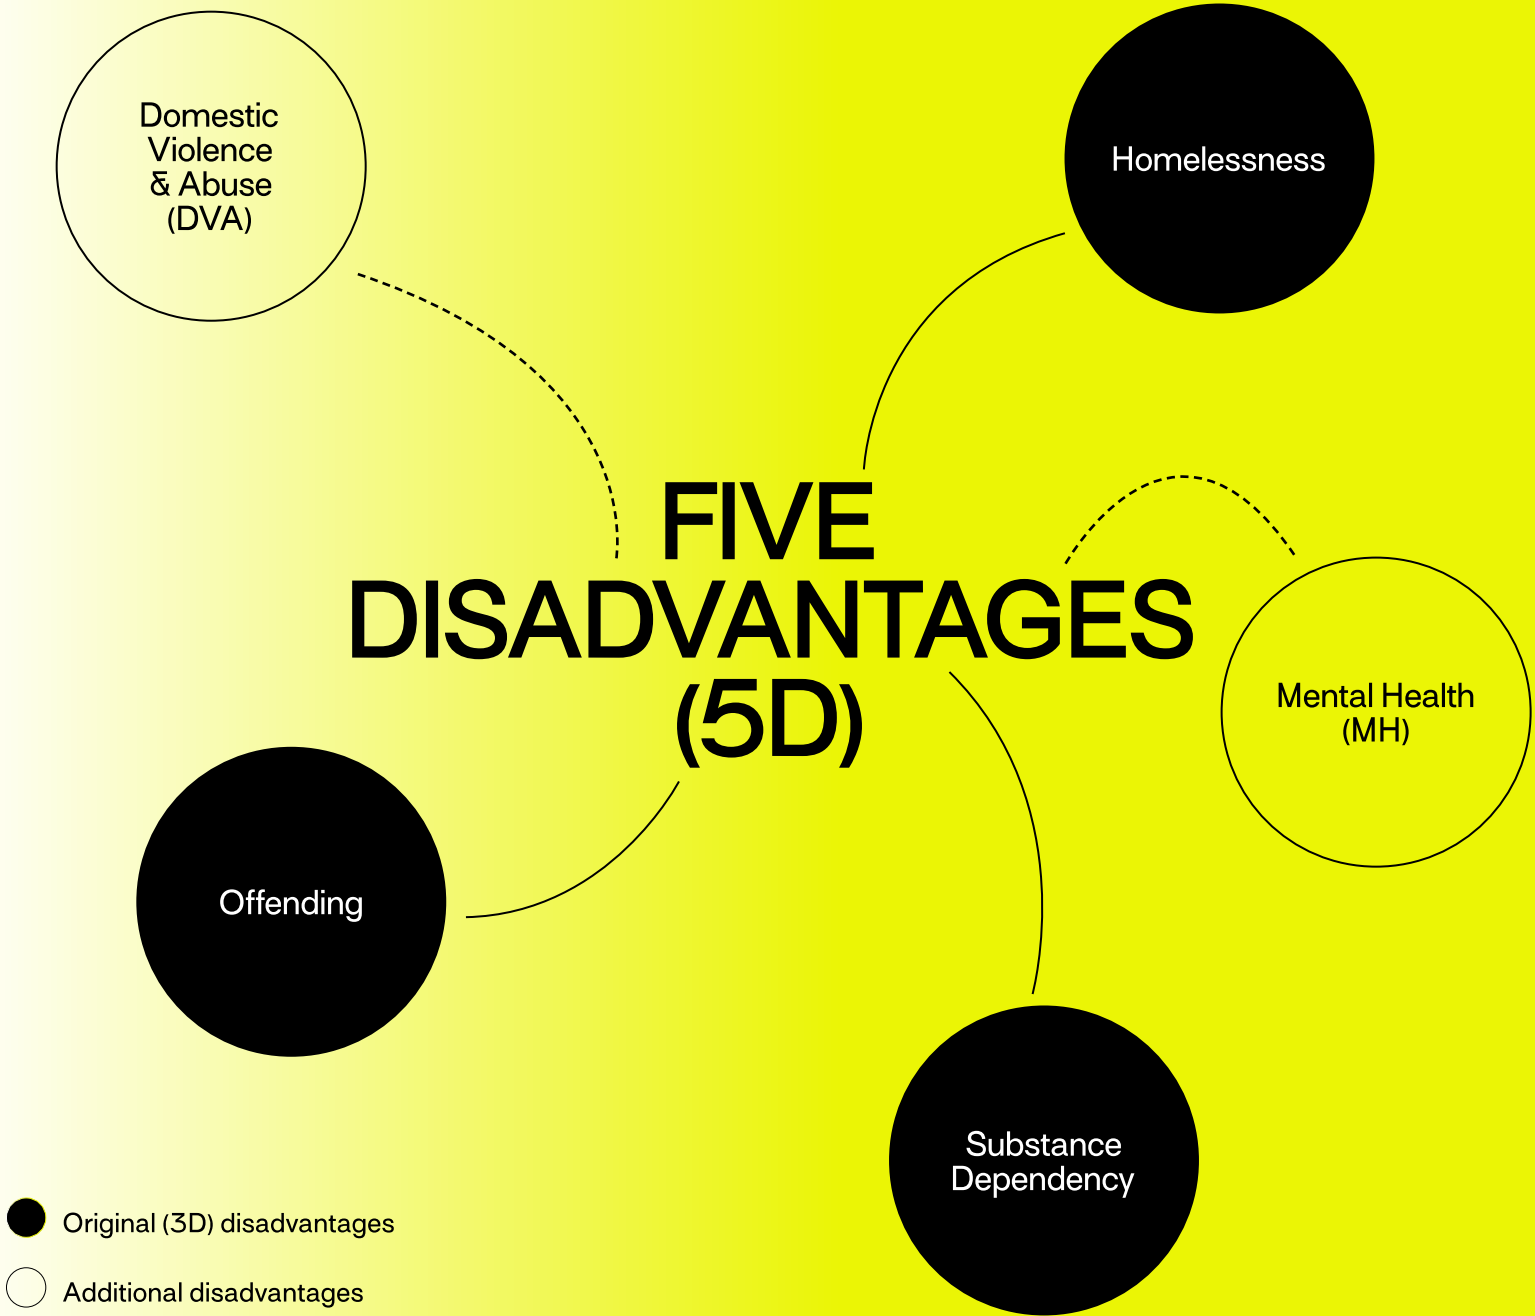 Domestic
Violence
& Abuse
(DVA)
Homelessness
FIVE
DISADVANTAGES
(5D)
Mental Health
(MH)
Offending
Substance
Dependency
Original (3D) disadvantages
Additional disadvantages